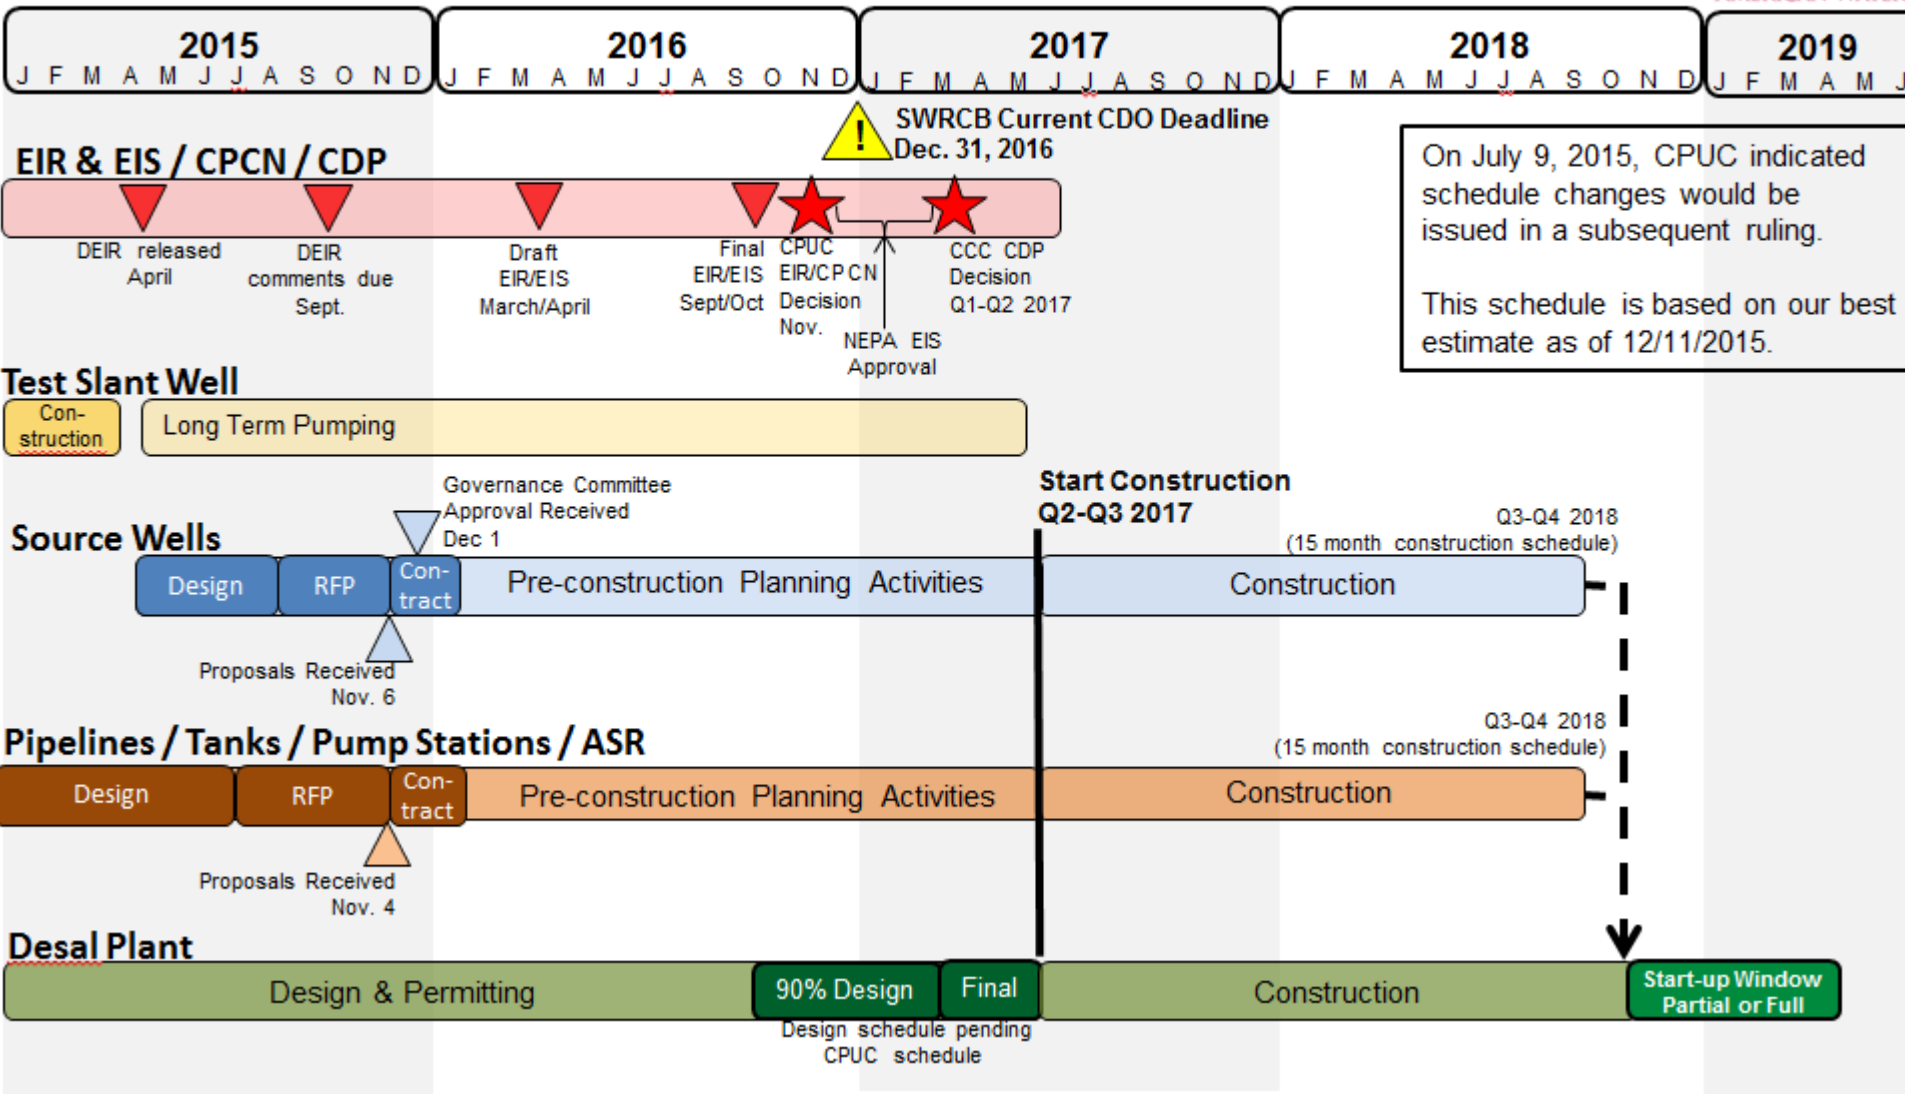 2015
J F M A M J J A S O N D
2016
J F M A M J J A S O N D
2017
J F M A M J J A S O N D
2018
J F M A M J J A S O N D
2019
J F M A M J
!
SWRCB Current CDO Deadline
Dec. 31, 2016
On July 9, 2015, CPUC indicated
schedule changes would be
issued in a subsequent ruling.
This schedule is based on our best
estimate as of 12/11/2015.
EIR & EIS / CPCN / CDP
DEIR released
April
DEIR
comments due
Sept.
Draft
EIR/EIS
March/April
Final
EIR/EIS
Sept/Oct
CPUC
EIR/CPCN
Decision
Nov.
NEPA EIS
Approval
CCC CDP
Decision
Q1-Q2 2017
Test Slant Well
Con-
struction
Long Term Pumping
Start Construction
Q2-Q3 2017
Governance Committee
Approval Received
Dec 1
Q3-Q4 2018
(15 month construction schedule)
Source Wells
Design
RFP
Con-
tract
Pre-construction Planning Activities
Construction
Proposals Received
Nov. 6
Q3-Q4 2018
(15 month construction schedule)
Pipelines / Tanks / Pump Stations / ASR
Design
RFP
Con-
tract
Pre-construction Planning Activities
Construction
Proposals Received
Nov. 4
Desal Plant
Design & Permitting
90% Design
Final
Construction
Start-up Window
Partial or Full
Design schedule pending
CPUC schedule